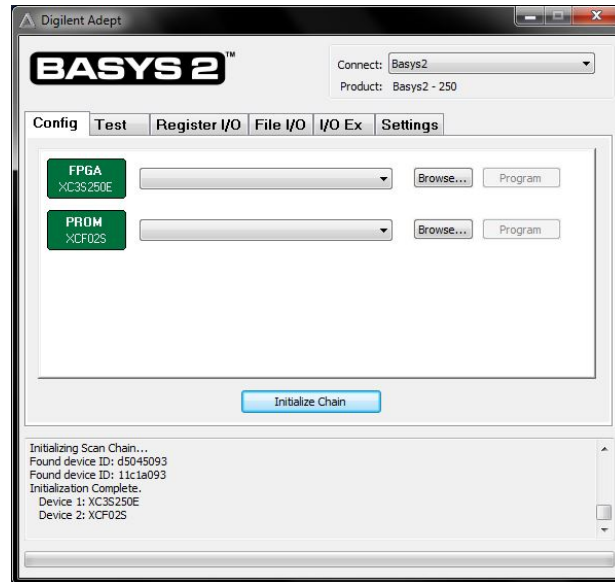 Digilent Adept
BASYS 2™
Connect: Basys2
Product: Basys2 - 250
Config Test Register I/O File I/O I/O Ex Settings
FPGA
XC3S250E
Browse... Program
PROM
XCF02S
Browse... Program
Initialize Chain
Initializing Scan Chain...
Found device ID: d5045093
Found device ID: 11c1a093
Initialization Complete.
Device 1: XC3S250E
Device 2: XCF02S